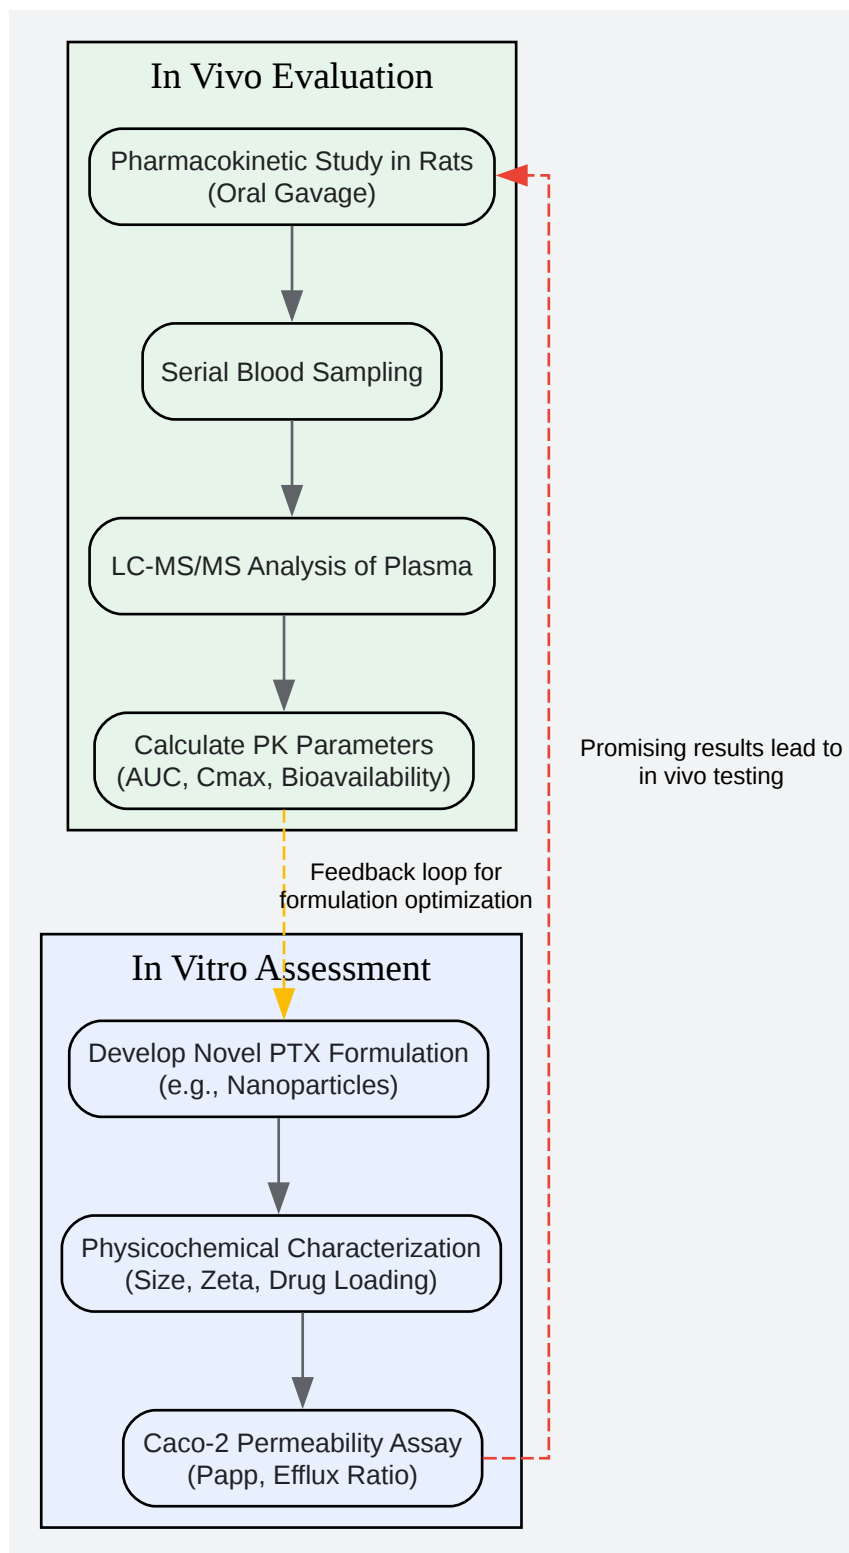 In Vivo Evaluation
Pharmacokinetic Study in Rats
(Oral Gavage)
Serial Blood Sampling
LC-MS/MS Analysis of Plasma
Calculate PK Parameters
(AUC, Cmax, Bioavailability)
Promising results lead to
in vivo testing
Feedback loop for
formulation optimization
In Vitro Assessment
Develop Novel PTX Formulation
(e.g., Nanoparticles)
Physicochemical Characterization
(Size, Zeta, Drug Loading)
Caco-2 Permeability Assay
(Papp, Efflux Ratio)